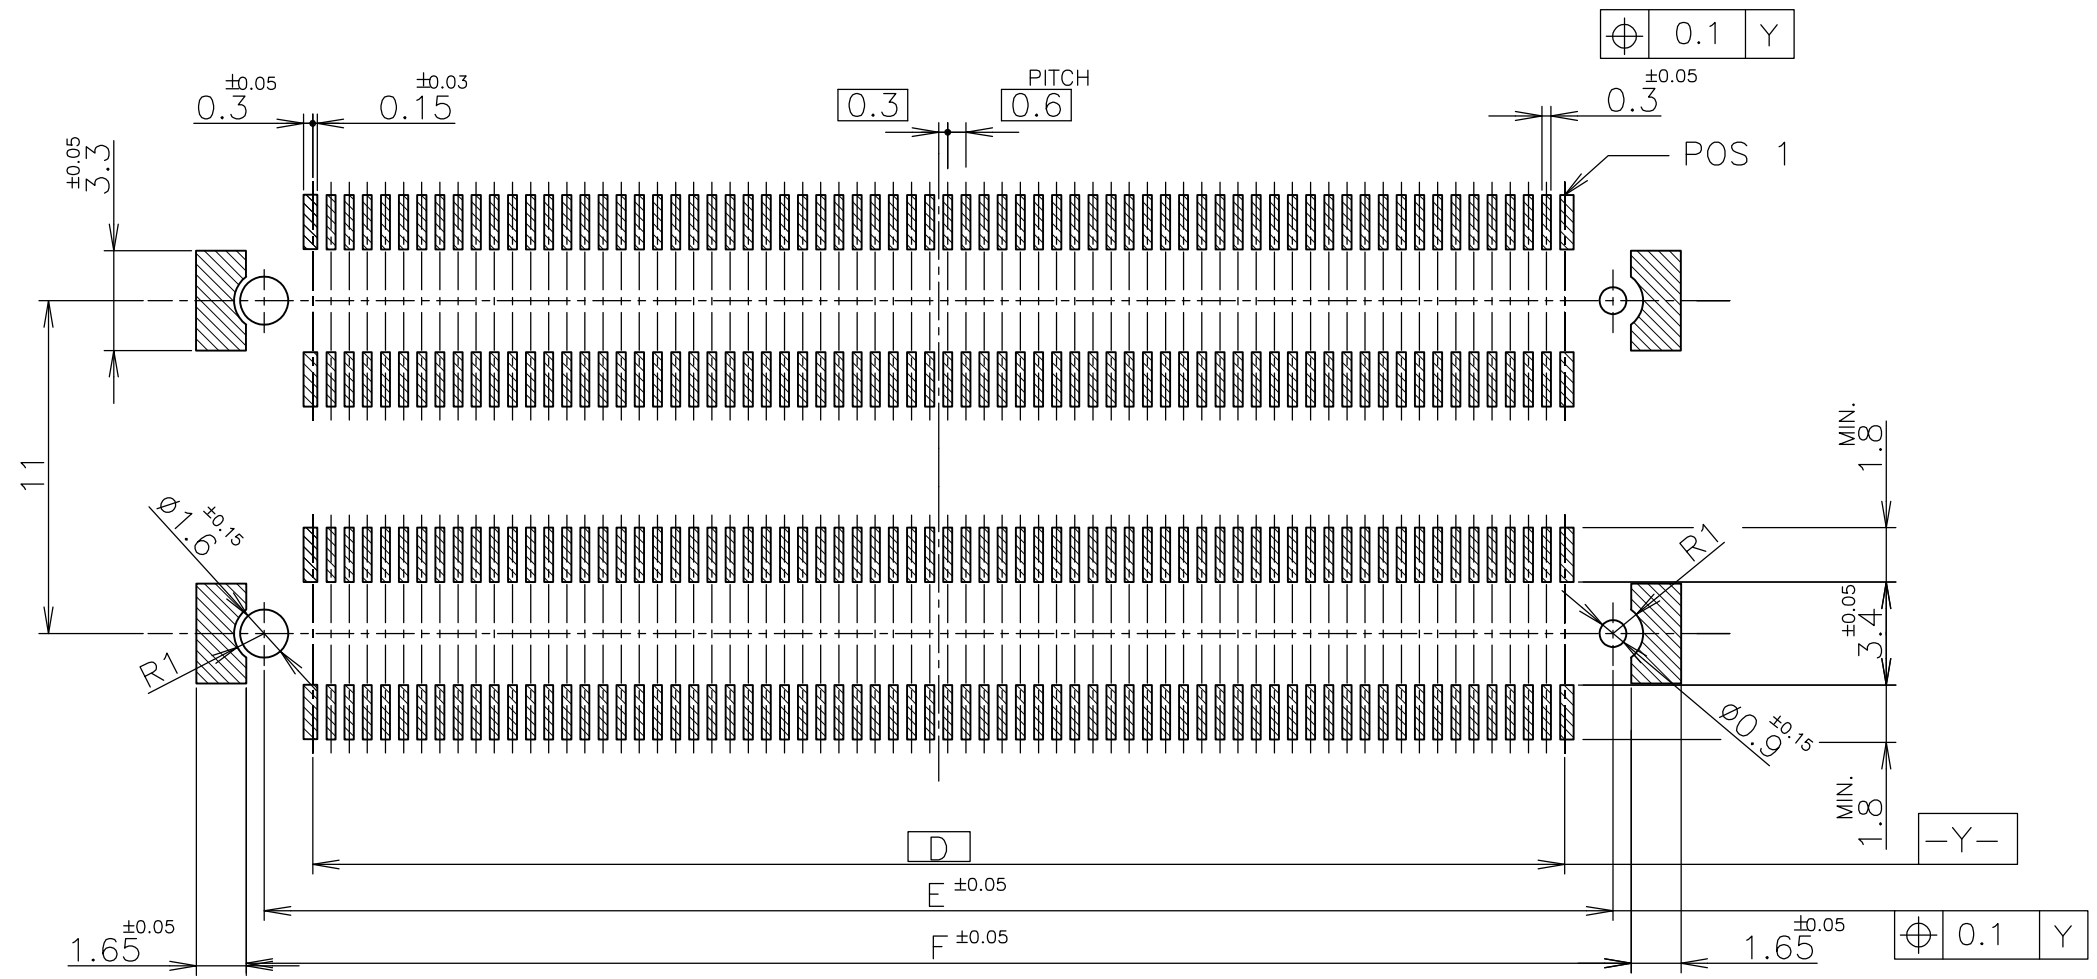 ⌖ 0.1 Y
±0.05
0.3
±0.03
0.15
0.3
PITCH
0.6
±0.05
0.3
POS 1
±0.05
3.3
11
MIN.
1.8
ø1.6 ±0.15
R1
R1
±0.05
3.4
ø0.9 ±0.15
MIN.
1.8
D
-Y-
E ±0.05
⌖ 0.1 Y
1.65 ±0.05
F ±0.05
1.65 ±0.05